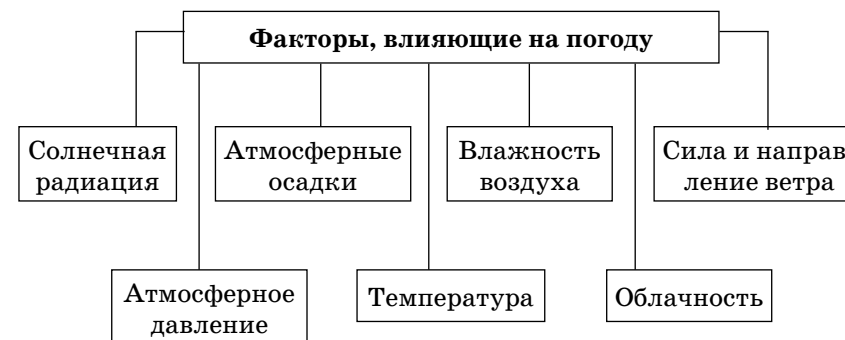 Факторы, влияющие на погоду
Солнечная
радиация
Атмосферные
осадки
Влажность
воздуха
Сила и направ
ление ветра
Атмосферное
давление
Температура
Облачность